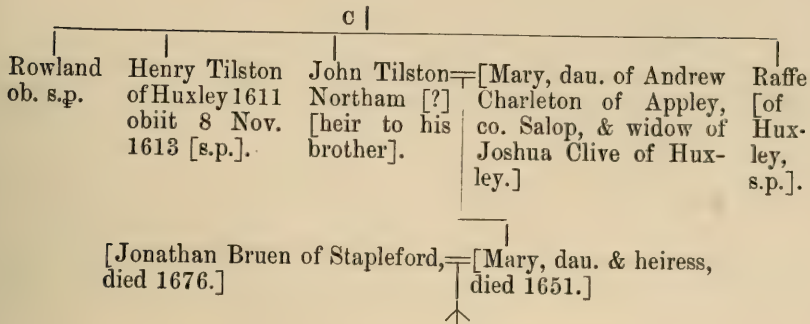 C
Rowland
ob. s.p.
Henry Tilston
of Huxley 1611
obiit 8 Nov.
1613 [s.p.].
John Tilston
Northam [?]
[heir to his
brother].
[Mary, dau. of Andrew
Charleton of Appley,
co. Salop, & widow of
Joshua Clive of Hux-
ley.]
Raffe
[of
Hux-
ley,
s.p.].
[Jonathan Bruen of Stapleford,
died 1676.]
[Mary, dau. & heiress,
died 1651.]